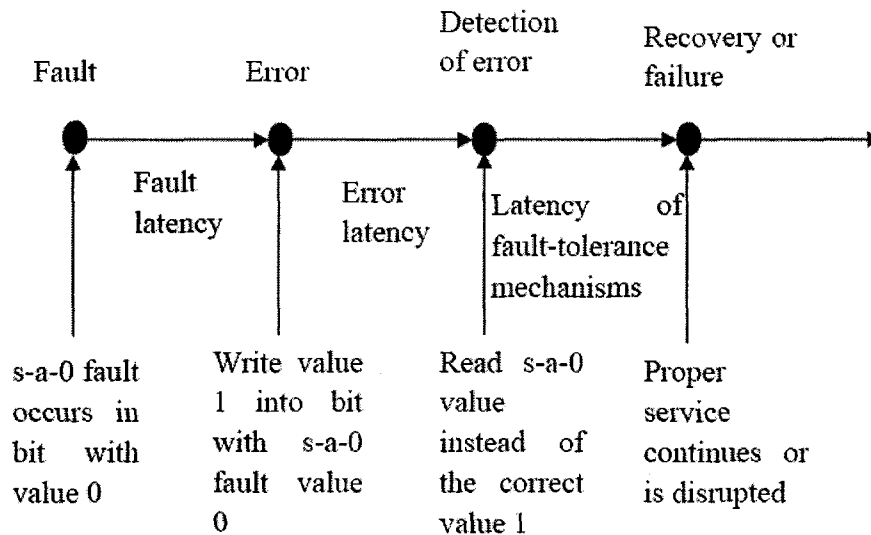 Fault
Error
Detection
of error
Recovery or
failure
Fault
latency
Error
latency
Latency of
fault-tolerance
mechanisms
s-a-0 fault
occurs in
bit with
value 0
Write value
1 into bit
with s-a-0
fault value
0
Read s-a-0
value
instead of
the correct
value 1
Proper
service
continues or
is disrupted